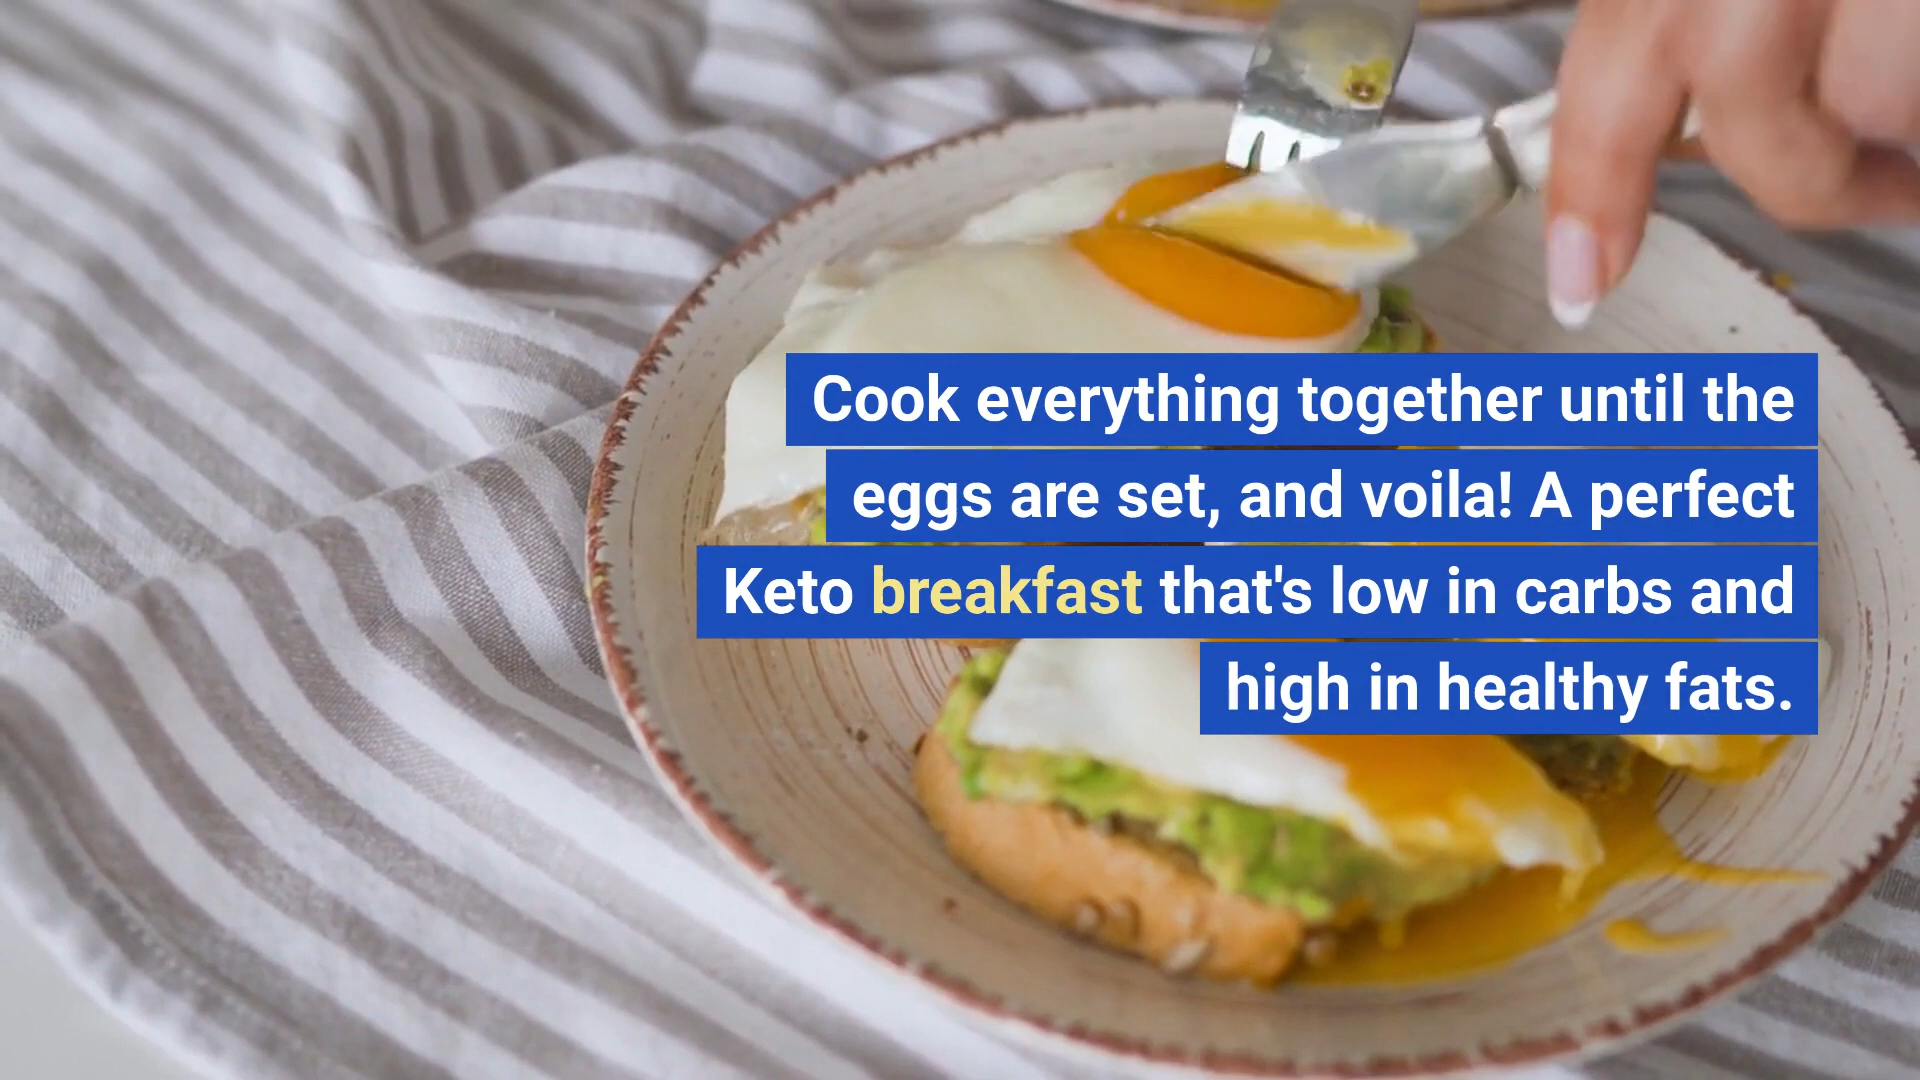 Cook everything together until the
eggs are set, and voila! A perfect
Keto breakfast that's low in carbs and
high in healthy fats.